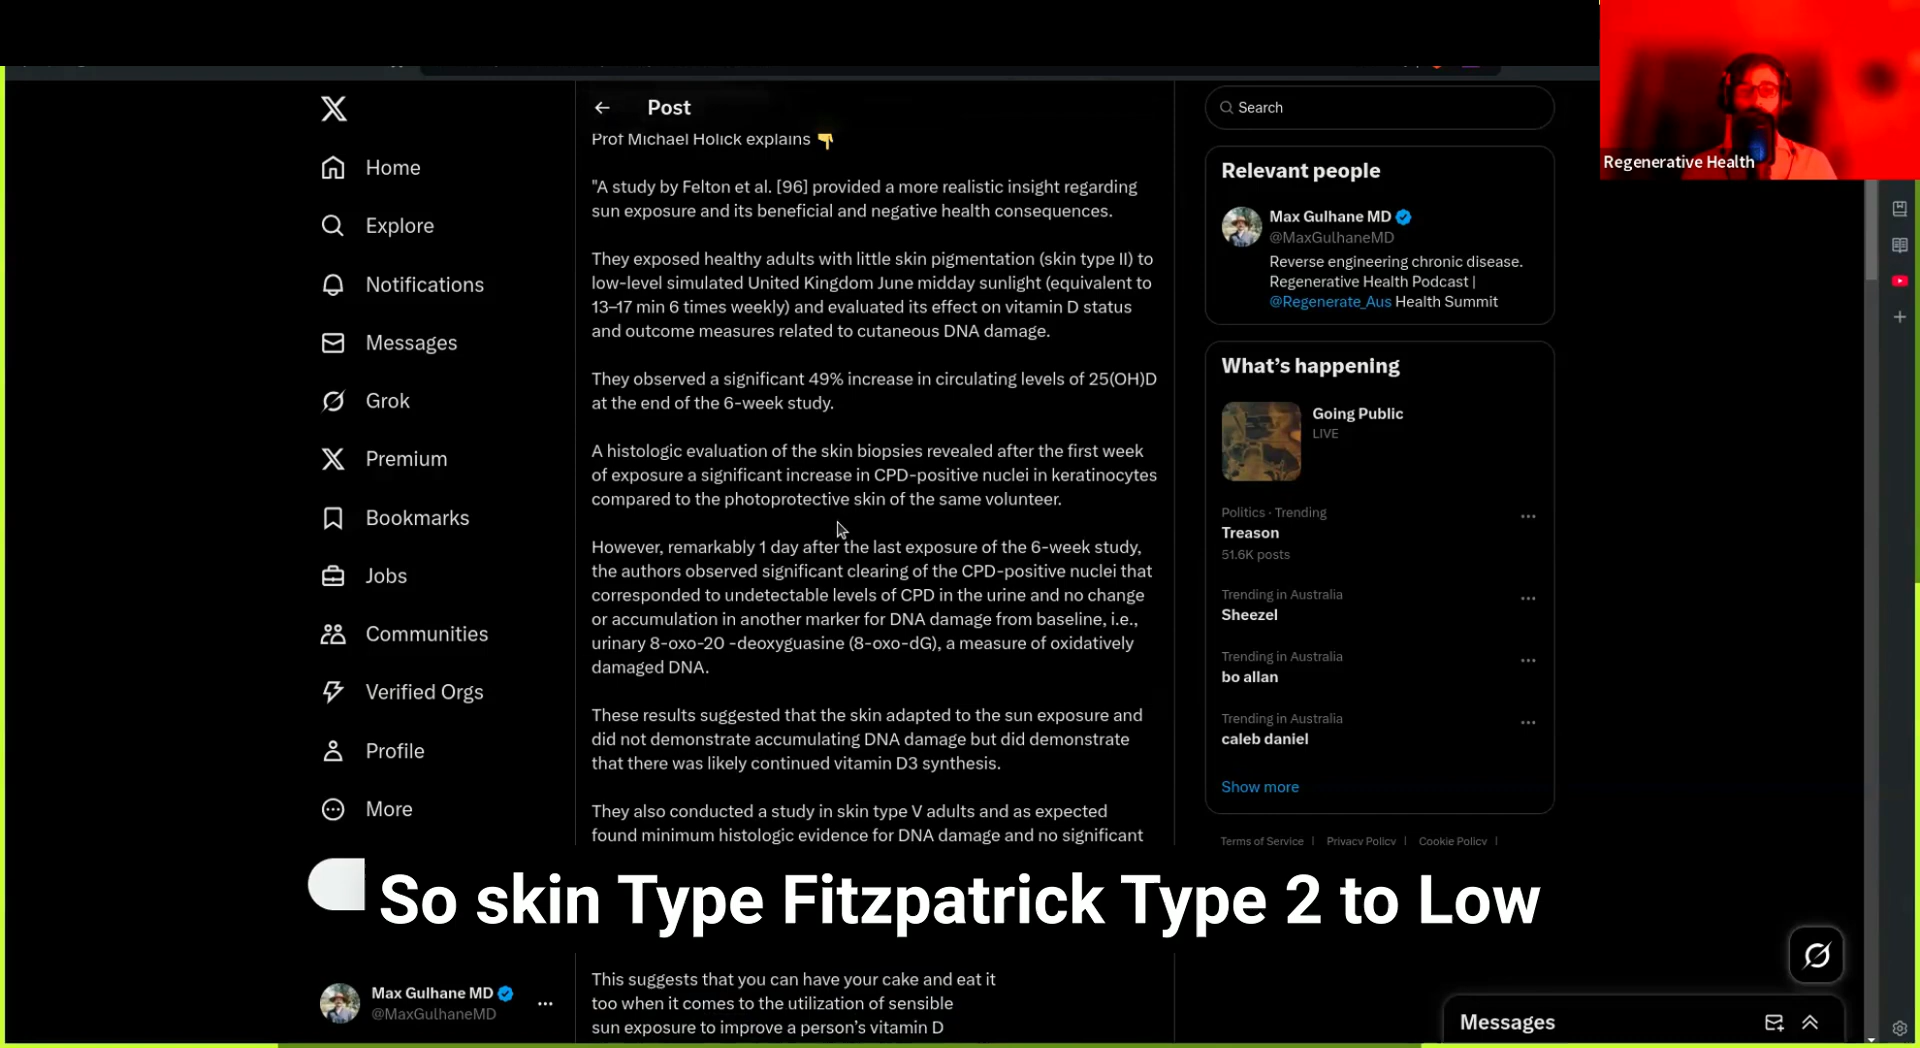 Post
Search
Regenerative Health
Home
Explore
Notifications
Messages
Grok
Premium
Bookmarks
Jobs
Communities
Verified Orgs
Profile
More
Max Gulhane MD
@MaxGulhaneMD
Prof Michael Holick explains
"A study by Felton et al. [96] provided a more realistic insight regarding
sun exposure and its beneficial and negative health consequences.
They exposed healthy adults with little skin pigmentation (skin type II) to
low-level simulated United Kingdom June midday sunlight (equivalent to
13–17 min 6 times weekly) and evaluated its effect on vitamin D status
and outcome measures related to cutaneous DNA damage.
They observed a significant 49% increase in circulating levels of 25(OH)D
at the end of the 6-week study.
A histologic evaluation of the skin biopsies revealed after the first week
of exposure a significant increase in CPD-positive nuclei in keratinocytes
compared to the photoprotective skin of the same volunteer.
However, remarkably 1 day after the last exposure of the 6-week study,
the authors observed significant clearing of the CPD-positive nuclei that
corresponded to undetectable levels of CPD in the urine and no change
or accumulation in another marker for DNA damage from baseline, i.e.,
urinary 8-oxo-20 -deoxyguasine (8-oxo-dG), a measure of oxidatively
damaged DNA.
These results suggested that the skin adapted to the sun exposure and
did not demonstrate accumulating DNA damage but did demonstrate
that there was likely continued vitamin D3 synthesis.
They also conducted a study in skin type V adults and as expected
found minimum histologic evidence for DNA damage and no significant
So skin Type Fitzpatrick Type 2 to Low
This suggests that you can have your cake and eat it
too when it comes to the utilization of sensible
sun exposure to improve a person's vitamin D
Relevant people
Max Gulhane MD
@MaxGulhaneMD
Reverse engineering chronic disease.
Regenerative Health Podcast |
@Regenerate_Aus Health Summit
What's happening
Going Public
LIVE
Politics · Trending
Treason
51.6K posts
Trending in Australia
Sheezel
Trending in Australia
bo allan
Trending in Australia
caleb daniel
Show more
Terms of Service | Privacy Policy | Cookie Policy |
Messages